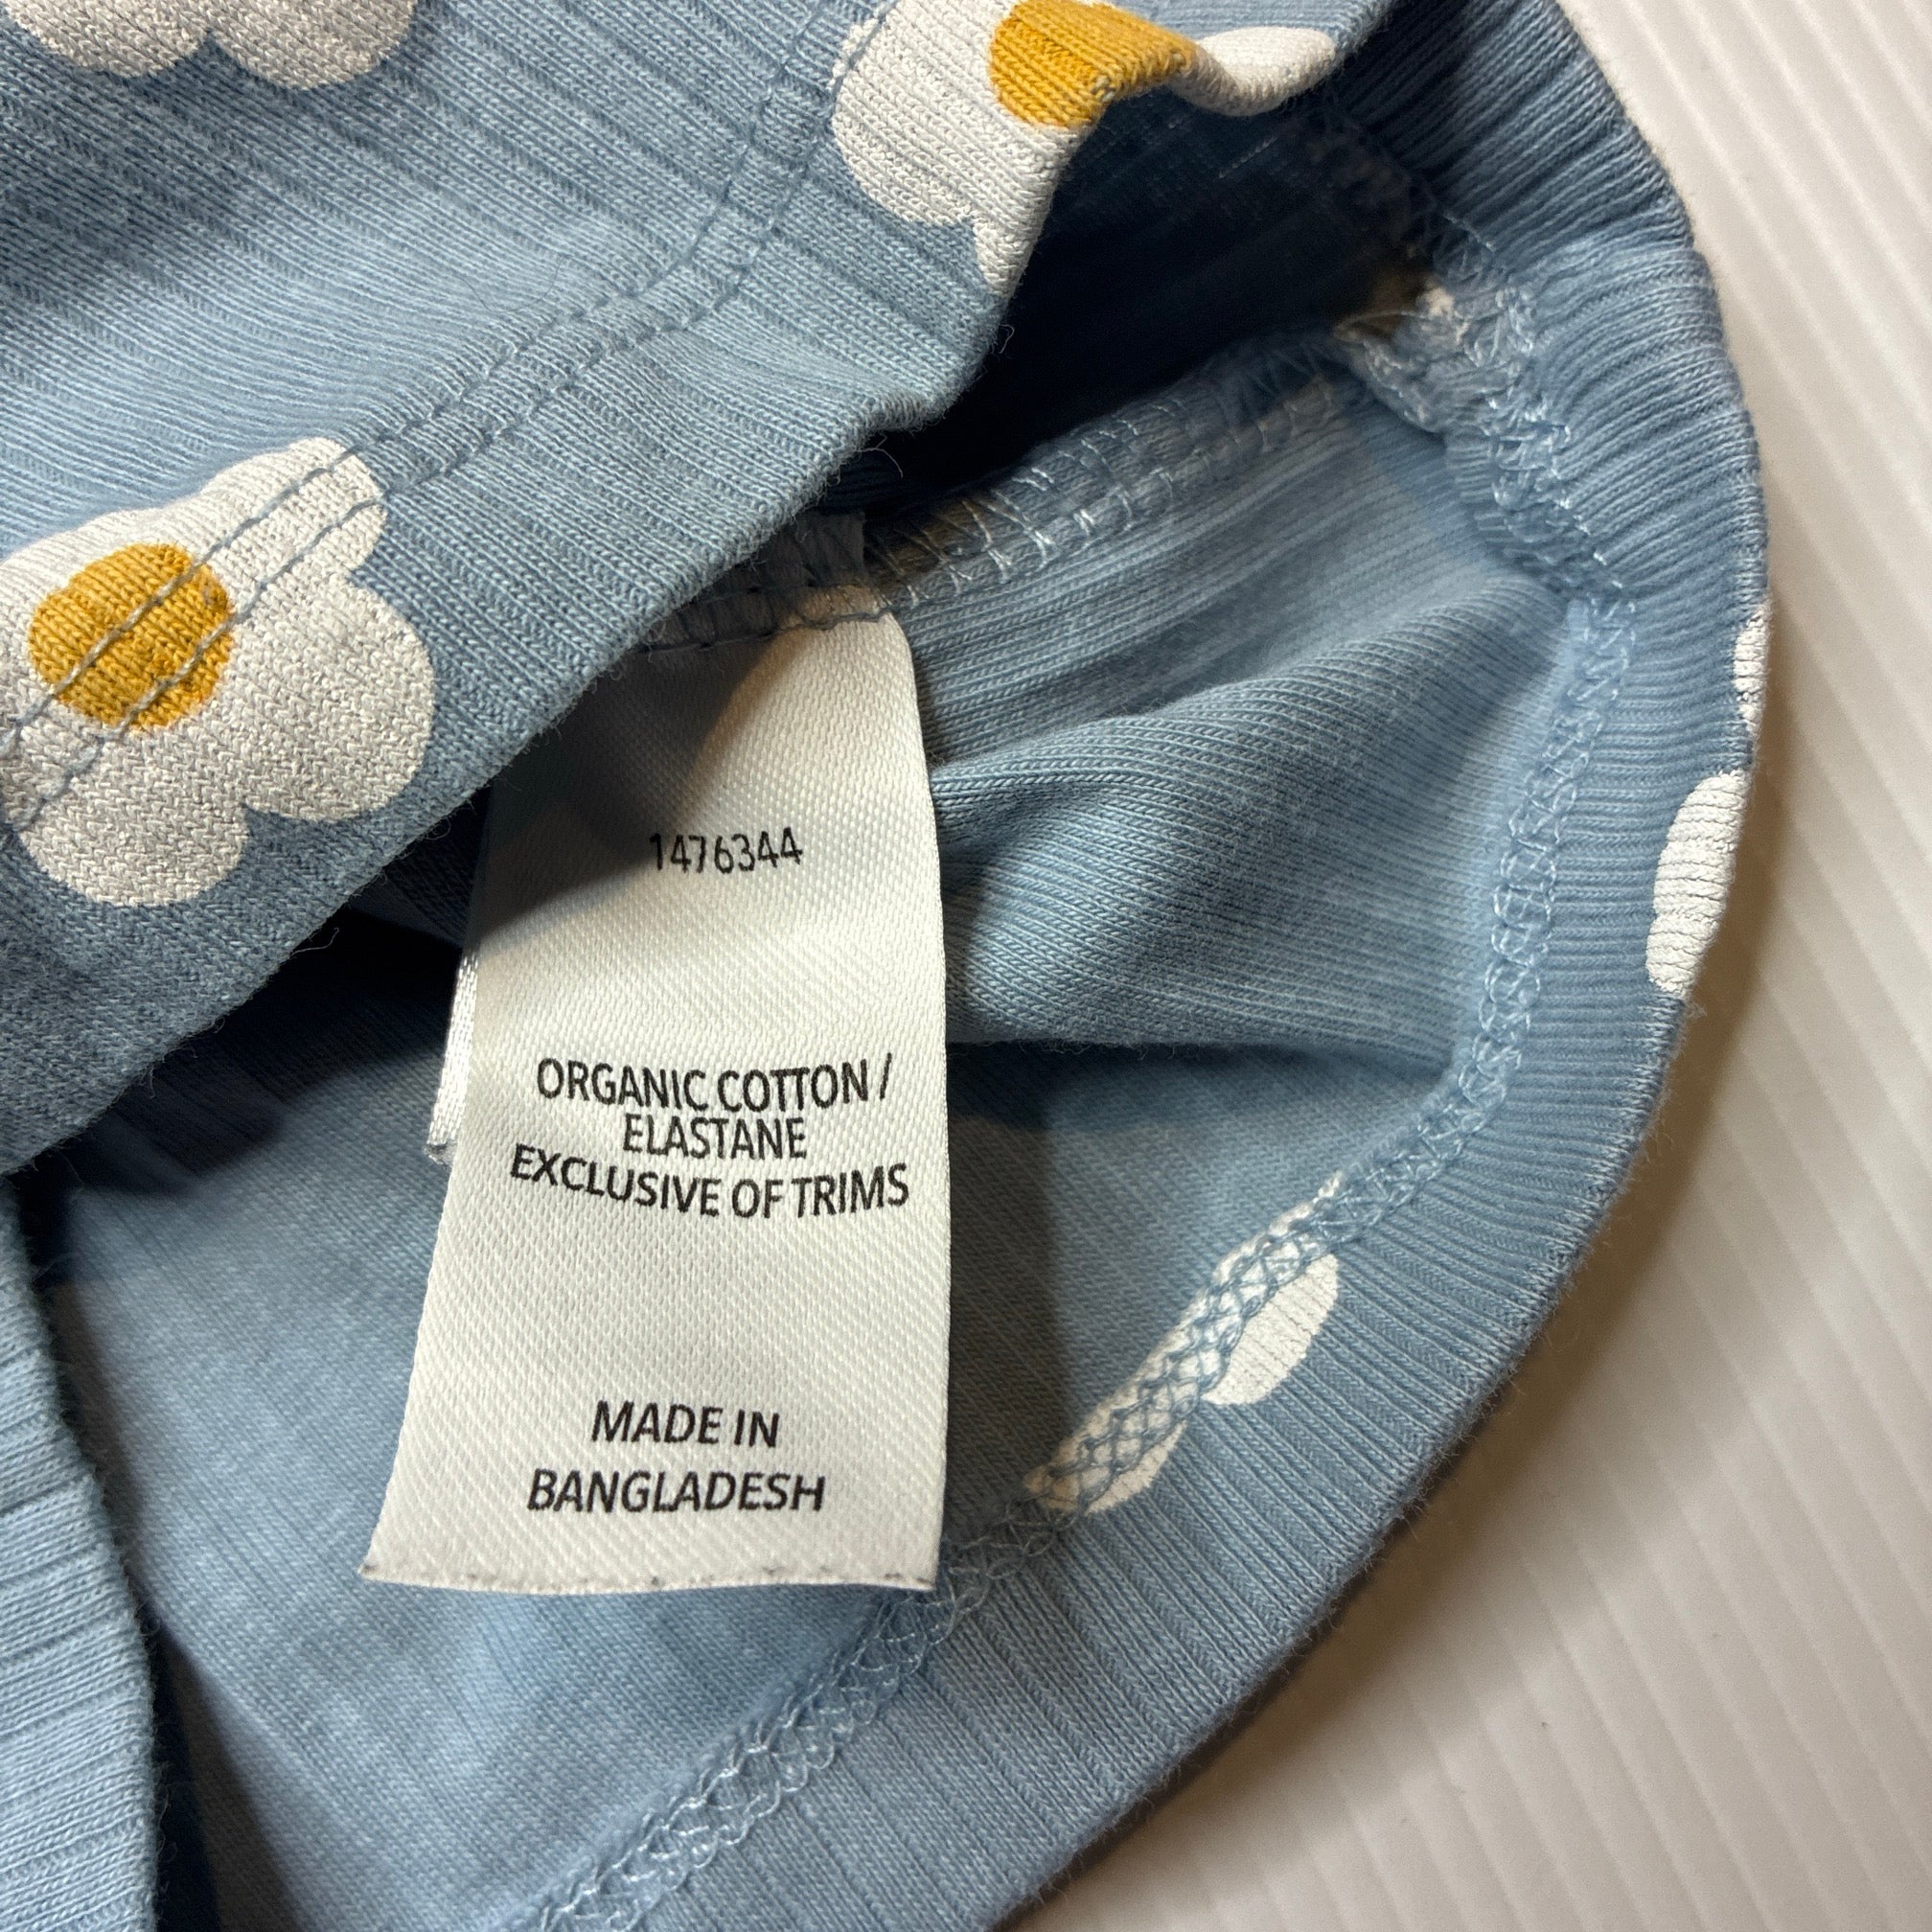 1476344
ORGANIC COTTON /
ELASTANE
EXCLUSIVE OF TRIMS
MADE IN
BANGLADESH